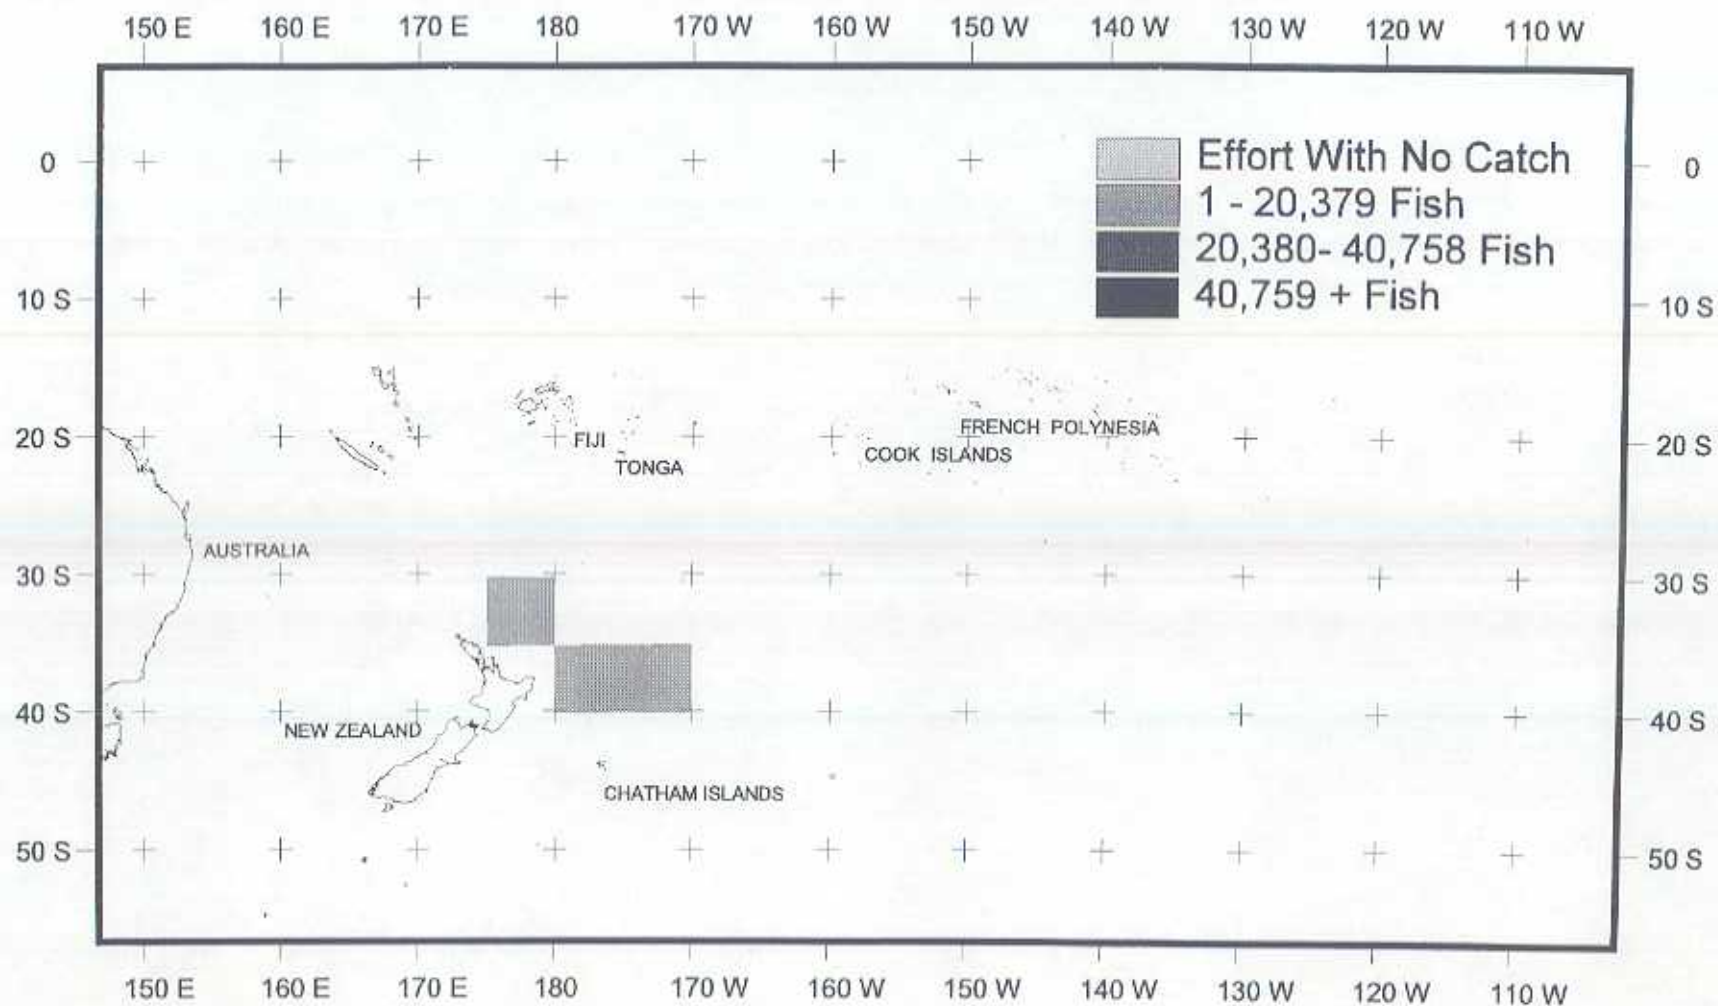 150 E 160 E 170 E 180 170 W 160 W 150 W 140 W 130 W 120 W 110 W
Effort With No Catch
0 0
1 - 20,379 Fish
20,380- 40,758 Fish
40,759 + Fish
10 S 10 S
FRENCH POLYNESIA
20 S FIJI 20 S
COOK ISLANDS
TONGA
AUSTRALIA
30 S 30 S
40 S 40 S
NEW ZEALAND
CHATHAM ISLANDS
50 S 50 S
150 E 160 E 170 E 180 170 W 160 W 150 W 140 W 130 W 120 W 110 W